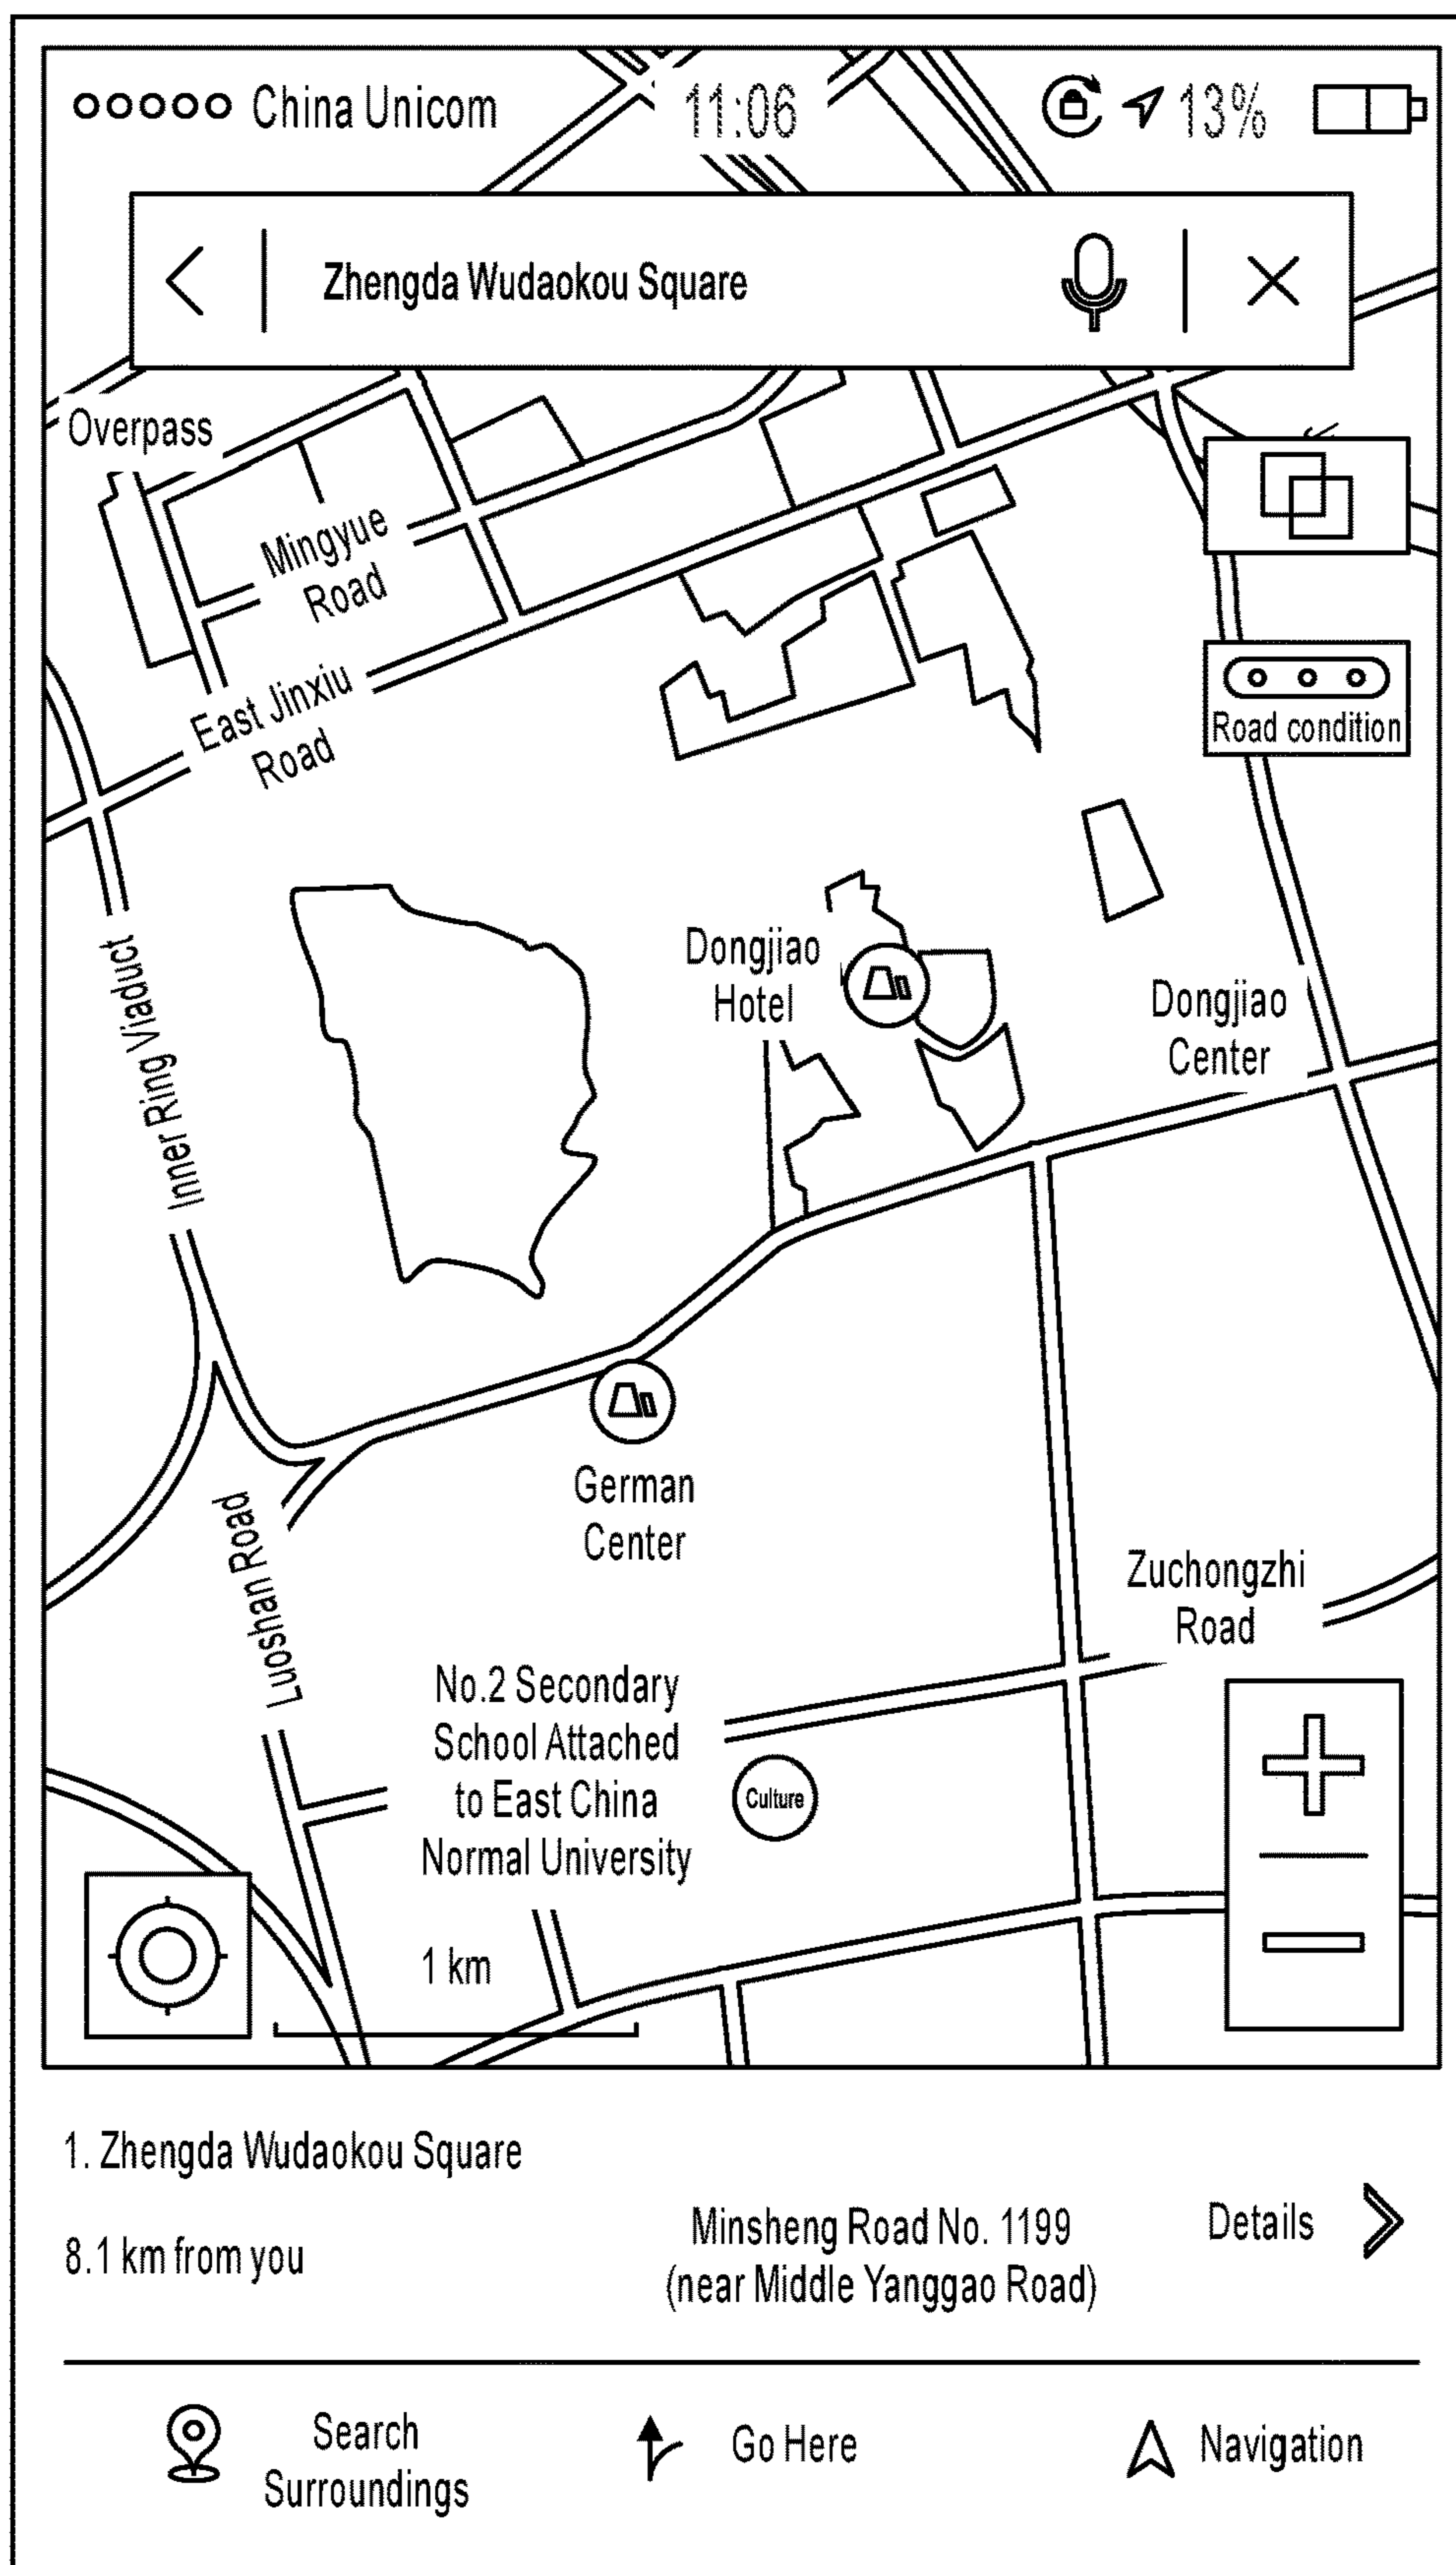 China Unicom
11:06
13%
Zhengda Wudaokou Square
Overpass
Mingyue
Road
East Jinxiu
Road
Road condition
Inner Ring Viaduct
Dongjiao
Hotel
Dongjiao
Center
German
Center
Luoshan Road
Zuchongzhi
Road
No.2 Secondary
School Attached
to East China
Normal University
Culture
1 km
1. Zhengda Wudaokou Square
8.1 km from you
Minsheng Road No. 1199
(near Middle Yanggao Road)
Details
Search
Surroundings
Go Here
Navigation